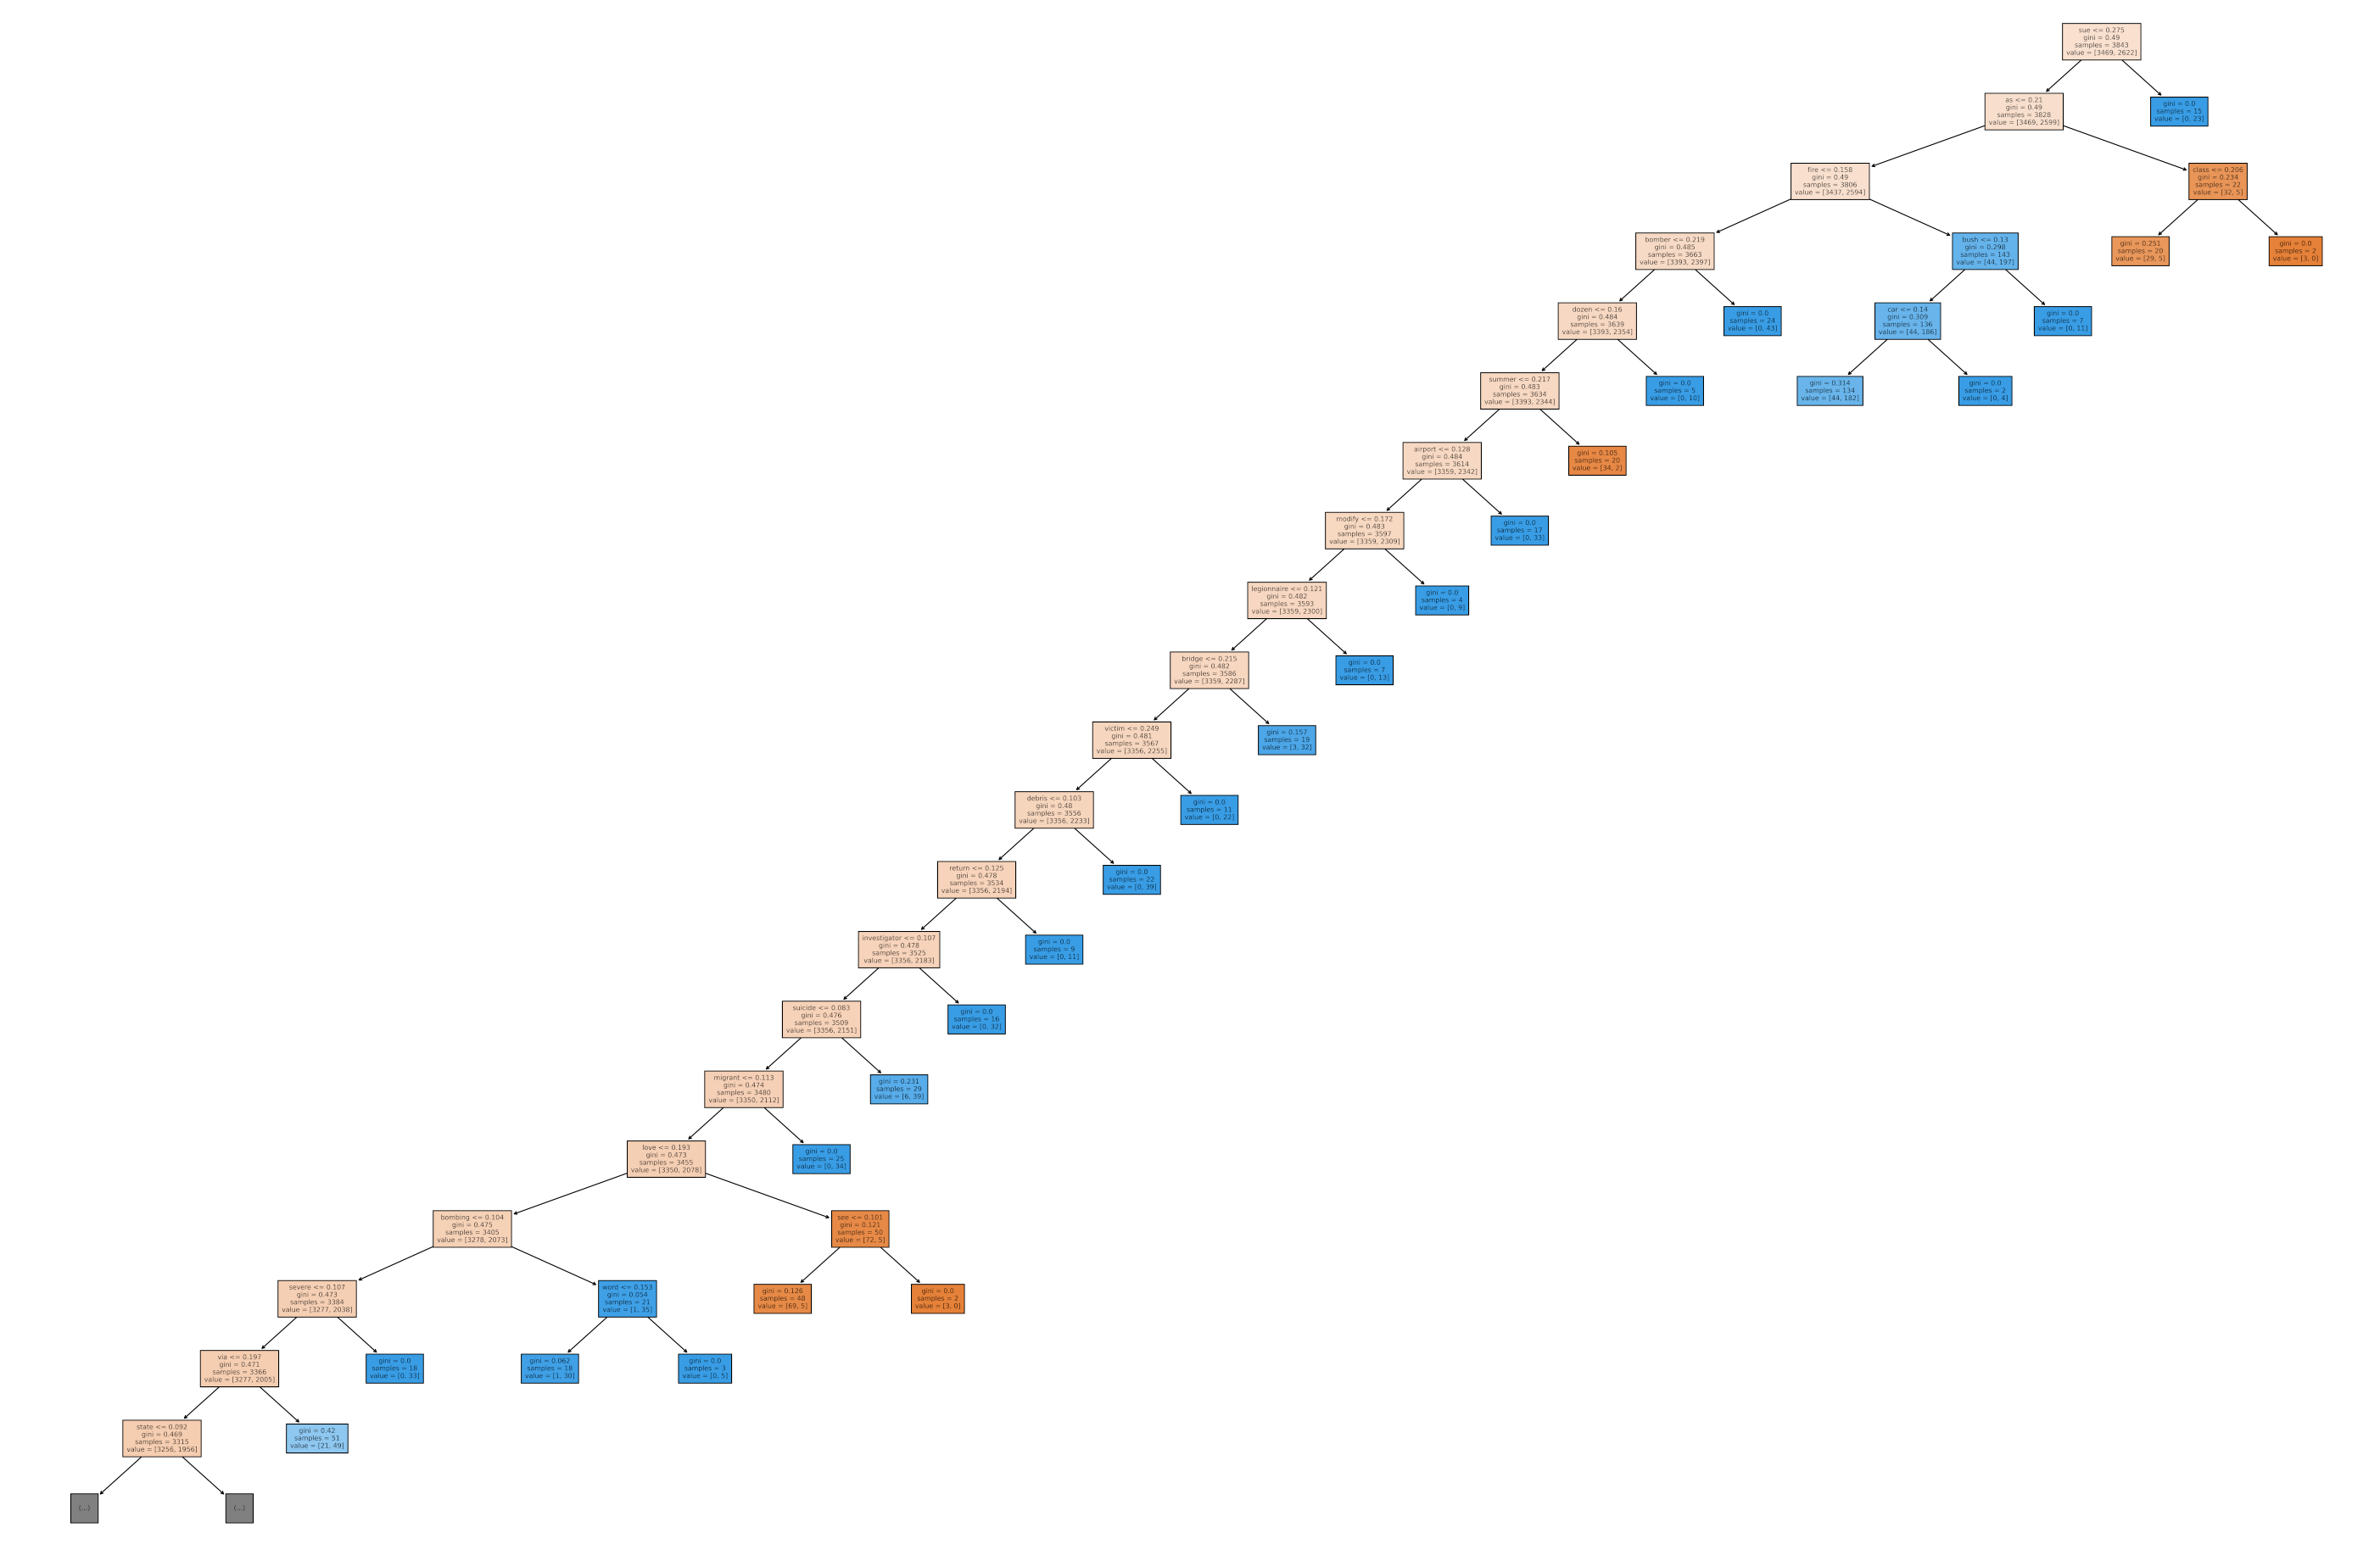 sue <= 0.275
gini = 0.49
samples = 3843
value = [3469, 2622]
as <= 0.21
gini = 0.49
samples = 3828
value = [3469, 2599]
gini = 0.0
samples = 15
value = [0, 23]
fire <= 0.158
gini = 0.49
samples = 3806
value = [3437, 2594]
class <= 0.206
gini = 0.234
samples = 22
value = [32, 5]
bomber <= 0.219
gini = 0.485
samples = 3663
value = [3393, 2397]
bush <= 0.13
gini = 0.298
samples = 143
value = [44, 197]
gini = 0.251
samples = 20
value = [29, 5]
gini = 0.0
samples = 2
value = [3, 0]
dozen <= 0.16
gini = 0.484
samples = 3639
value = [3393, 2354]
gini = 0.0
samples = 24
value = [0, 43]
car <= 0.14
gini = 0.309
samples = 136
value = [44, 186]
gini = 0.0
samples = 7
value = [0, 11]
summer <= 0.217
gini = 0.483
samples = 3634
value = [3393, 2344]
gini = 0.0
samples = 5
value = [0, 10]
gini = 0.314
samples = 134
value = [44, 182]
gini = 0.0
samples = 2
value = [0, 4]
airport <= 0.128
gini = 0.484
samples = 3614
value = [3359, 2342]
gini = 0.105
samples = 20
value = [34, 2]
modify <= 0.172
gini = 0.483
samples = 3597
value = [3359, 2309]
gini = 0.0
samples = 17
value = [0, 33]
legionnaire <= 0.121
gini = 0.482
samples = 3593
value = [3359, 2300]
gini = 0.0
samples = 4
value = [0, 9]
bridge <= 0.215
gini = 0.482
samples = 3586
value = [3359, 2287]
gini = 0.0
samples = 7
value = [0, 13]
victim <= 0.249
gini = 0.481
samples = 3567
value = [3356, 2255]
gini = 0.157
samples = 19
value = [3, 32]
debris <= 0.103
gini = 0.48
samples = 3556
value = [3356, 2233]
gini = 0.0
samples = 11
value = [0, 22]
return <= 0.125
gini = 0.478
samples = 3534
value = [3356, 2194]
gini = 0.0
samples = 22
value = [0, 39]
investigator <= 0.107
gini = 0.478
samples = 3525
value = [3356, 2183]
gini = 0.0
samples = 9
value = [0, 11]
suicide <= 0.083
gini = 0.476
samples = 3509
value = [3356, 2151]
gini = 0.0
samples = 16
value = [0, 32]
migrant <= 0.113
gini = 0.474
samples = 3480
value = [3350, 2112]
gini = 0.231
samples = 29
value = [6, 39]
love <= 0.193
gini = 0.473
samples = 3455
value = [3350, 2078]
gini = 0.0
samples = 25
value = [0, 34]
bombing <= 0.104
gini = 0.475
samples = 3405
value = [3278, 2073]
see <= 0.101
gini = 0.121
samples = 50
value = [72, 5]
severe <= 0.107
gini = 0.473
samples = 3384
value = [3277, 2038]
word <= 0.153
gini = 0.054
samples = 21
value = [1, 35]
gini = 0.126
samples = 48
value = [69, 5]
gini = 0.0
samples = 2
value = [3, 0]
via <= 0.197
gini = 0.471
samples = 3366
value = [3277, 2005]
gini = 0.0
samples = 18
value = [0, 33]
gini = 0.062
samples = 18
value = [1, 30]
gini = 0.0
samples = 3
value = [0, 5]
state <= 0.092
gini = 0.469
samples = 3315
value = [3256, 1956]
gini = 0.42
samples = 51
value = [21, 49]
(...)
(...)